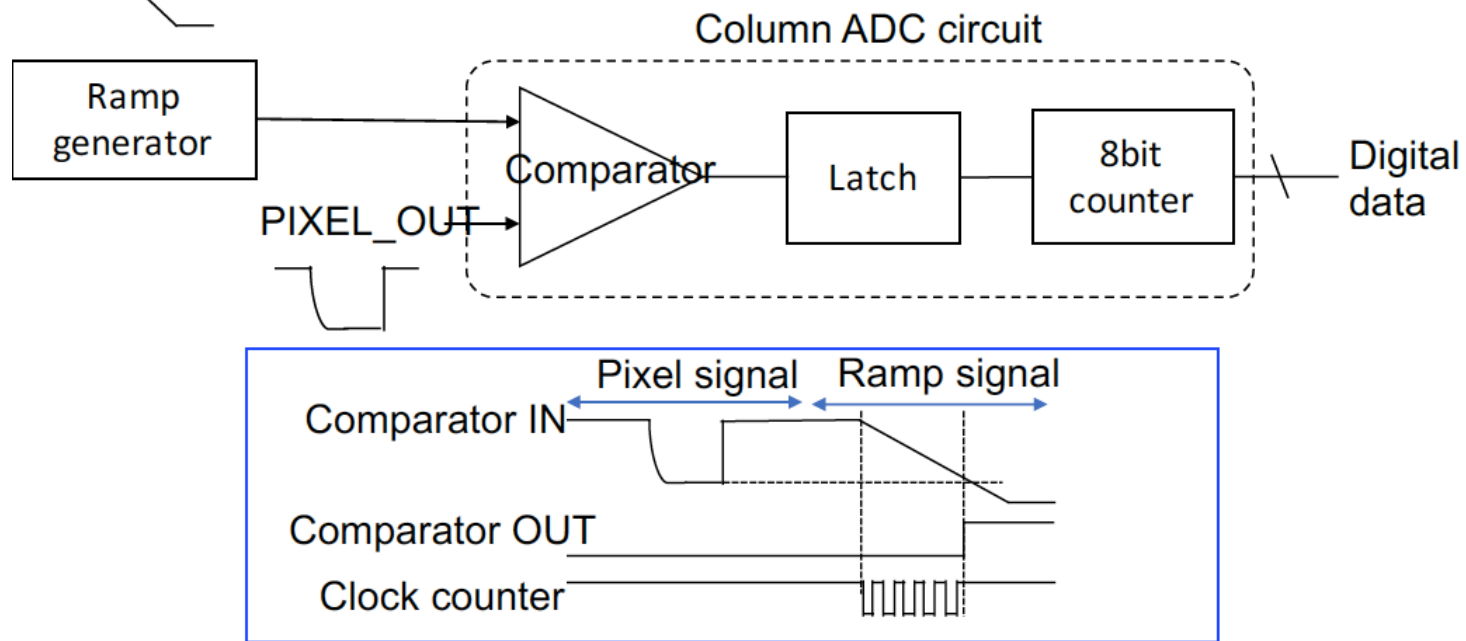 Column ADC circuit
Ramp
generator
Comparator
Latch
8bit
counter
Digital
data
PIXEL_OUT
Pixel signal
Ramp signal
Comparator IN
Comparator OUT
Clock counter